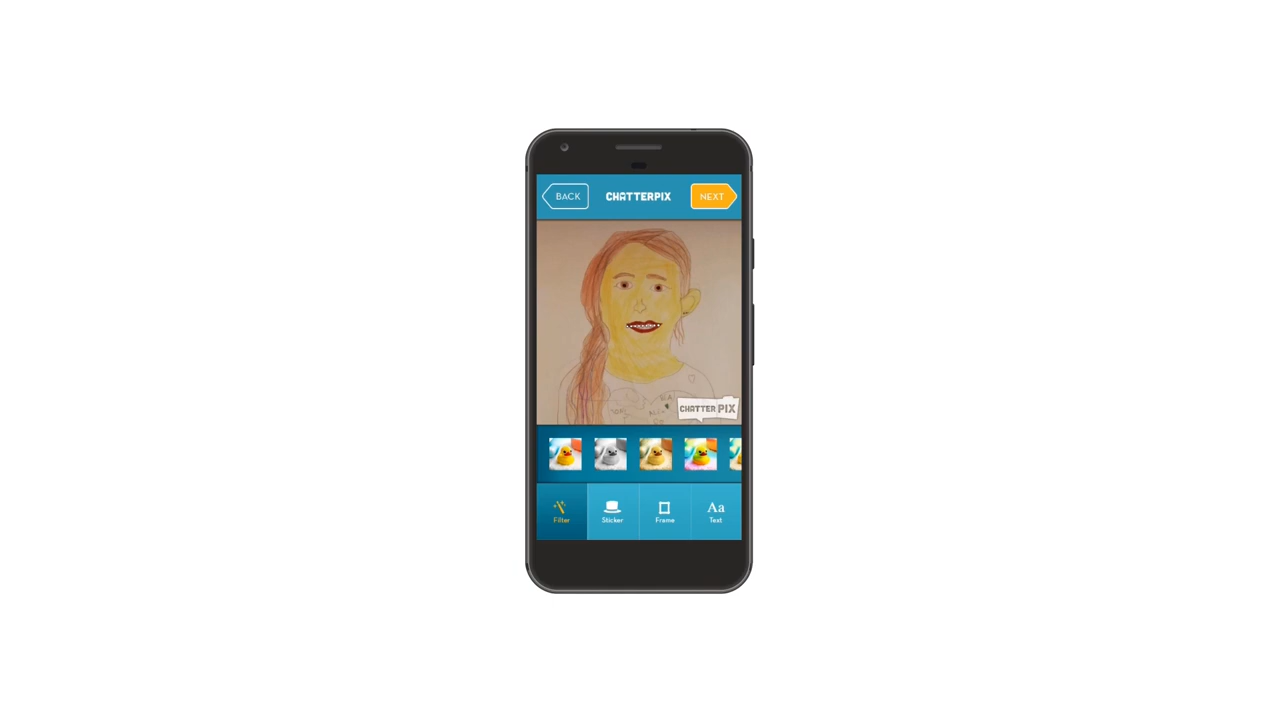 BACK
CHATTERPIX
NEXT
CHATTER PIX
Filter
Sticker
Frame
Aa
Text